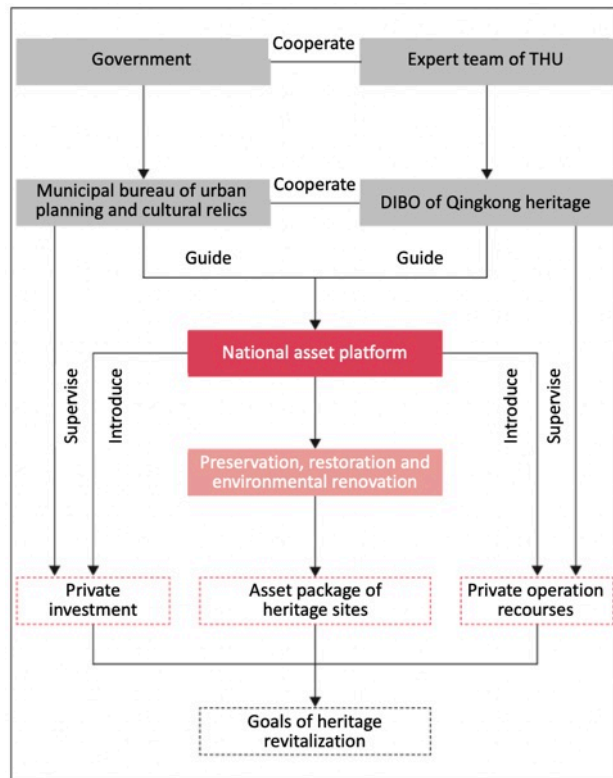 Cooperate
Government
Expert team of THU
Municipal bureau of urban
planning and cultural relics
Cooperate
DIBO of Qingkong heritage
Guide
Guide
National asset platform
Supervise
Introduce
Introduce
Supervise
Preservation, restoration and
environmental renovation
Private
investment
Asset package of
heritage sites
Private operation
recourses
Goals of heritage
revitalization